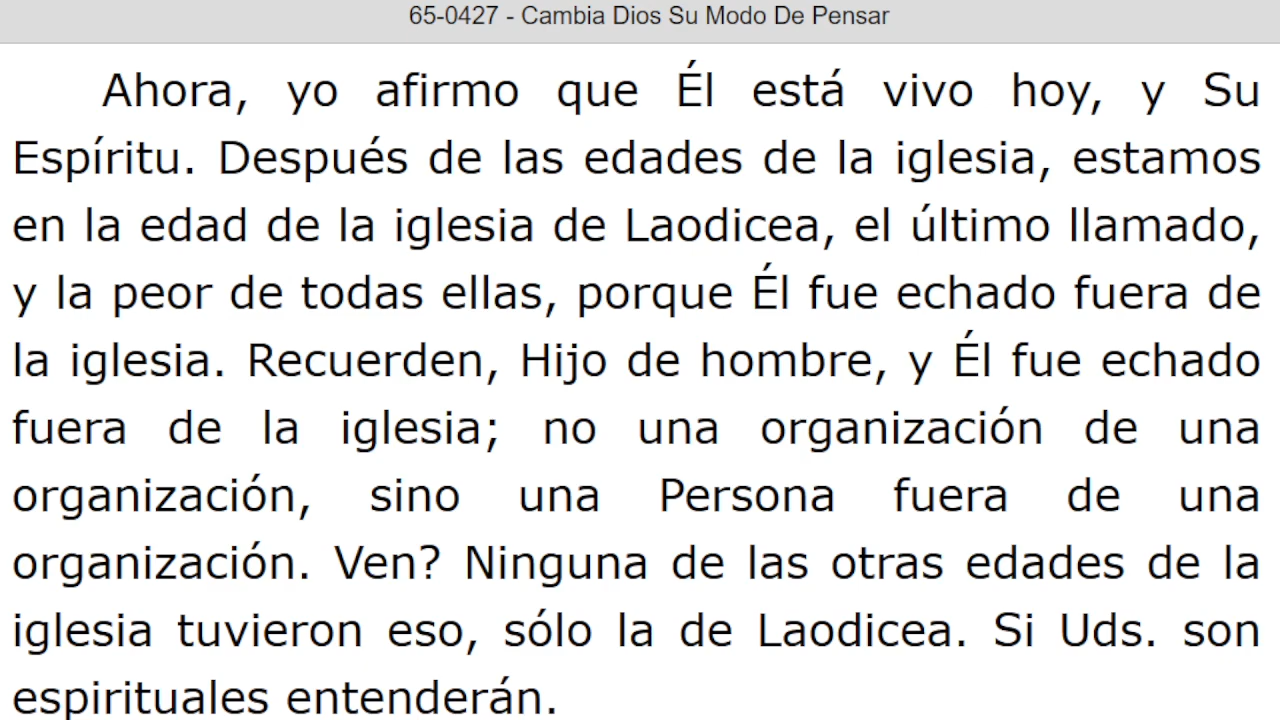 65-0427 - Cambia Dios Su Modo De Pensar
Ahora, yo afirmo que Él está vivo hoy, y Su
Espíritu. Después de las edades de la iglesia, estamos
en la edad de la iglesia de Laodicea, el último llamado,
y la peor de todas ellas, porque Él fue echado fuera de
la iglesia. Recuerden, Hijo de hombre, y Él fue echado
fuera de la iglesia; no una organización de una
organización, sino una Persona fuera de una
organización. Ven? Ninguna de las otras edades de la
iglesia tuvieron eso, sólo la de Laodicea. Si Uds. son
espirituales entenderán.